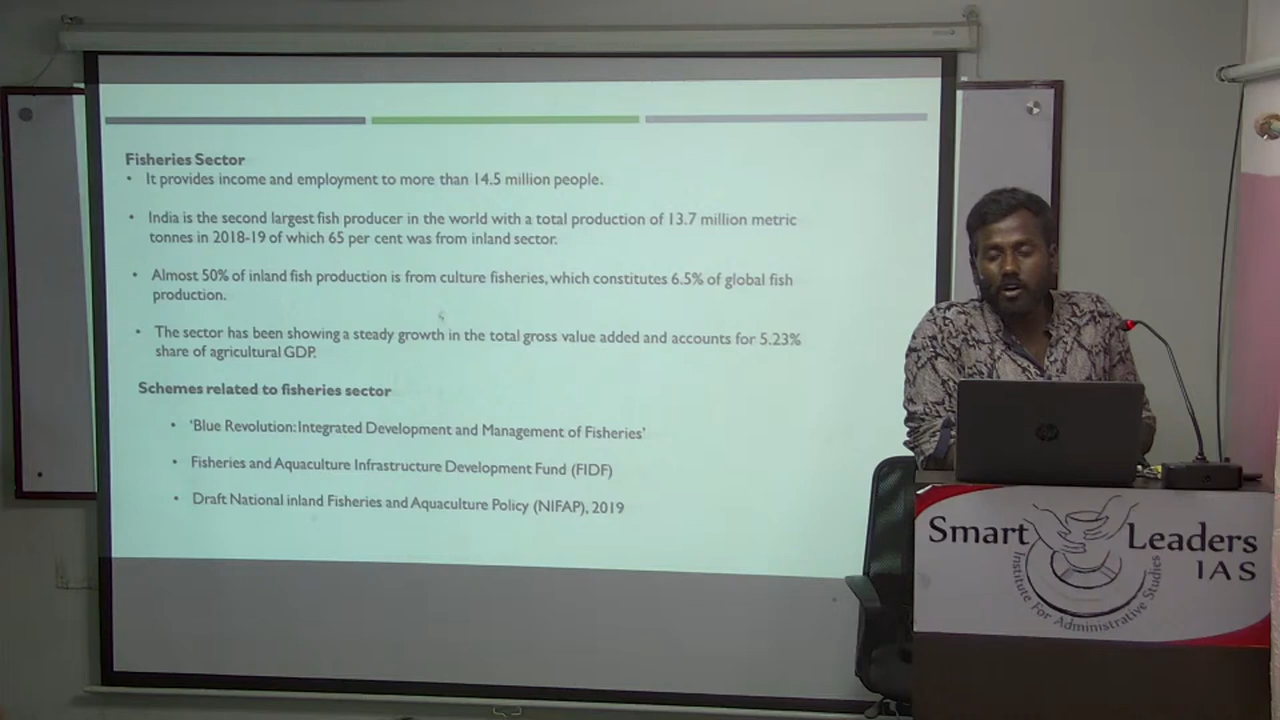 Fisheries Sector
• It provides income and employment to more than 14.5 million people.
• India is the second largest fish producer in the world with a total production of 13.7 million metric
tonnes in 2018-19 of which 65 per cent was from inland sector.
• Almost 50% of inland fish production is from culture fisheries, which constitutes 6.5% of global fish
production.
• The sector has been showing a steady growth in the total gross value added and accounts for 5.23%
share of agricultural GDP.
Schemes related to fisheries sector
• ‘Blue Revolution: Integrated Development and Management of Fisheries’
• Fisheries and Aquaculture Infrastructure Development Fund (FIDF)
• Draft National inland Fisheries and Aquaculture Policy (NIFAP), 2019
hp
Smart Leaders
IAS
Institute For Administrative Studies